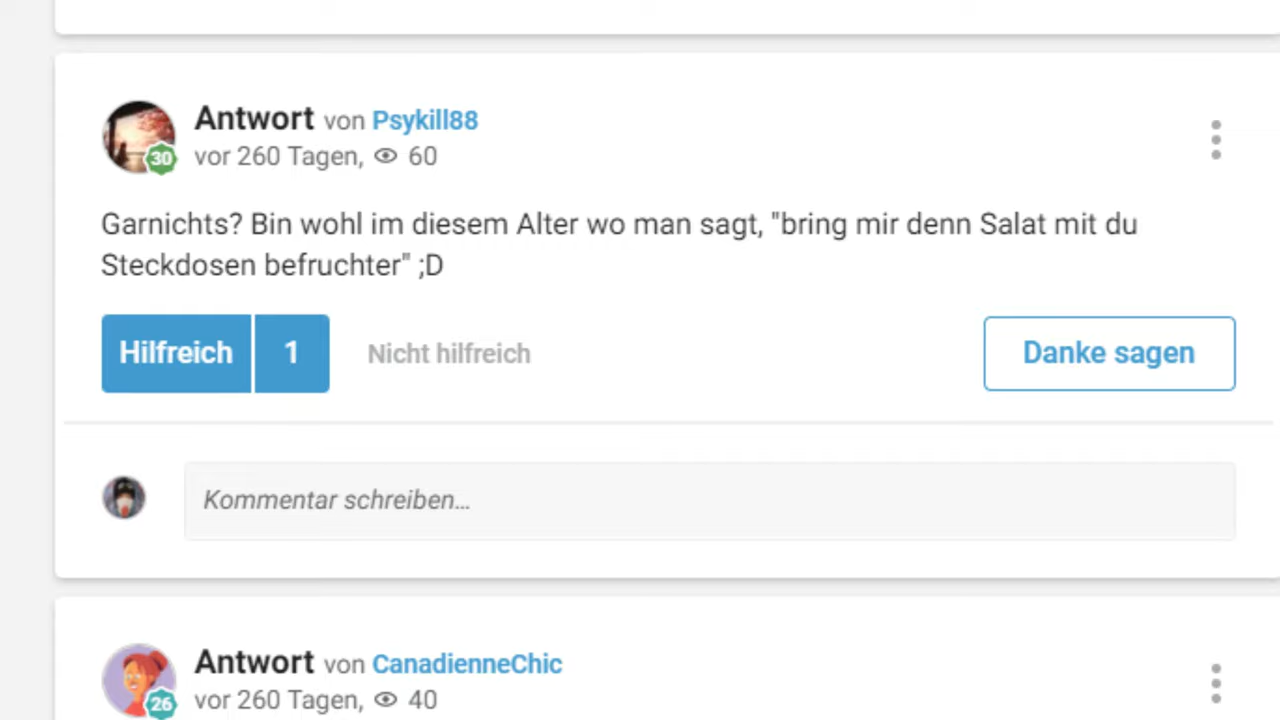 Antwort von Psykill88
30
vor 260 Tagen, 60
Garnichts? Bin wohl im diesem Alter wo man sagt, "bring mir denn Salat mit du
Steckdosen befruchter" ;D
Hilfreich 1 Nicht hilfreich Danke sagen
Kommentar schreiben...
Antwort von CanadienneChic
26
vor 260 Tagen, 40